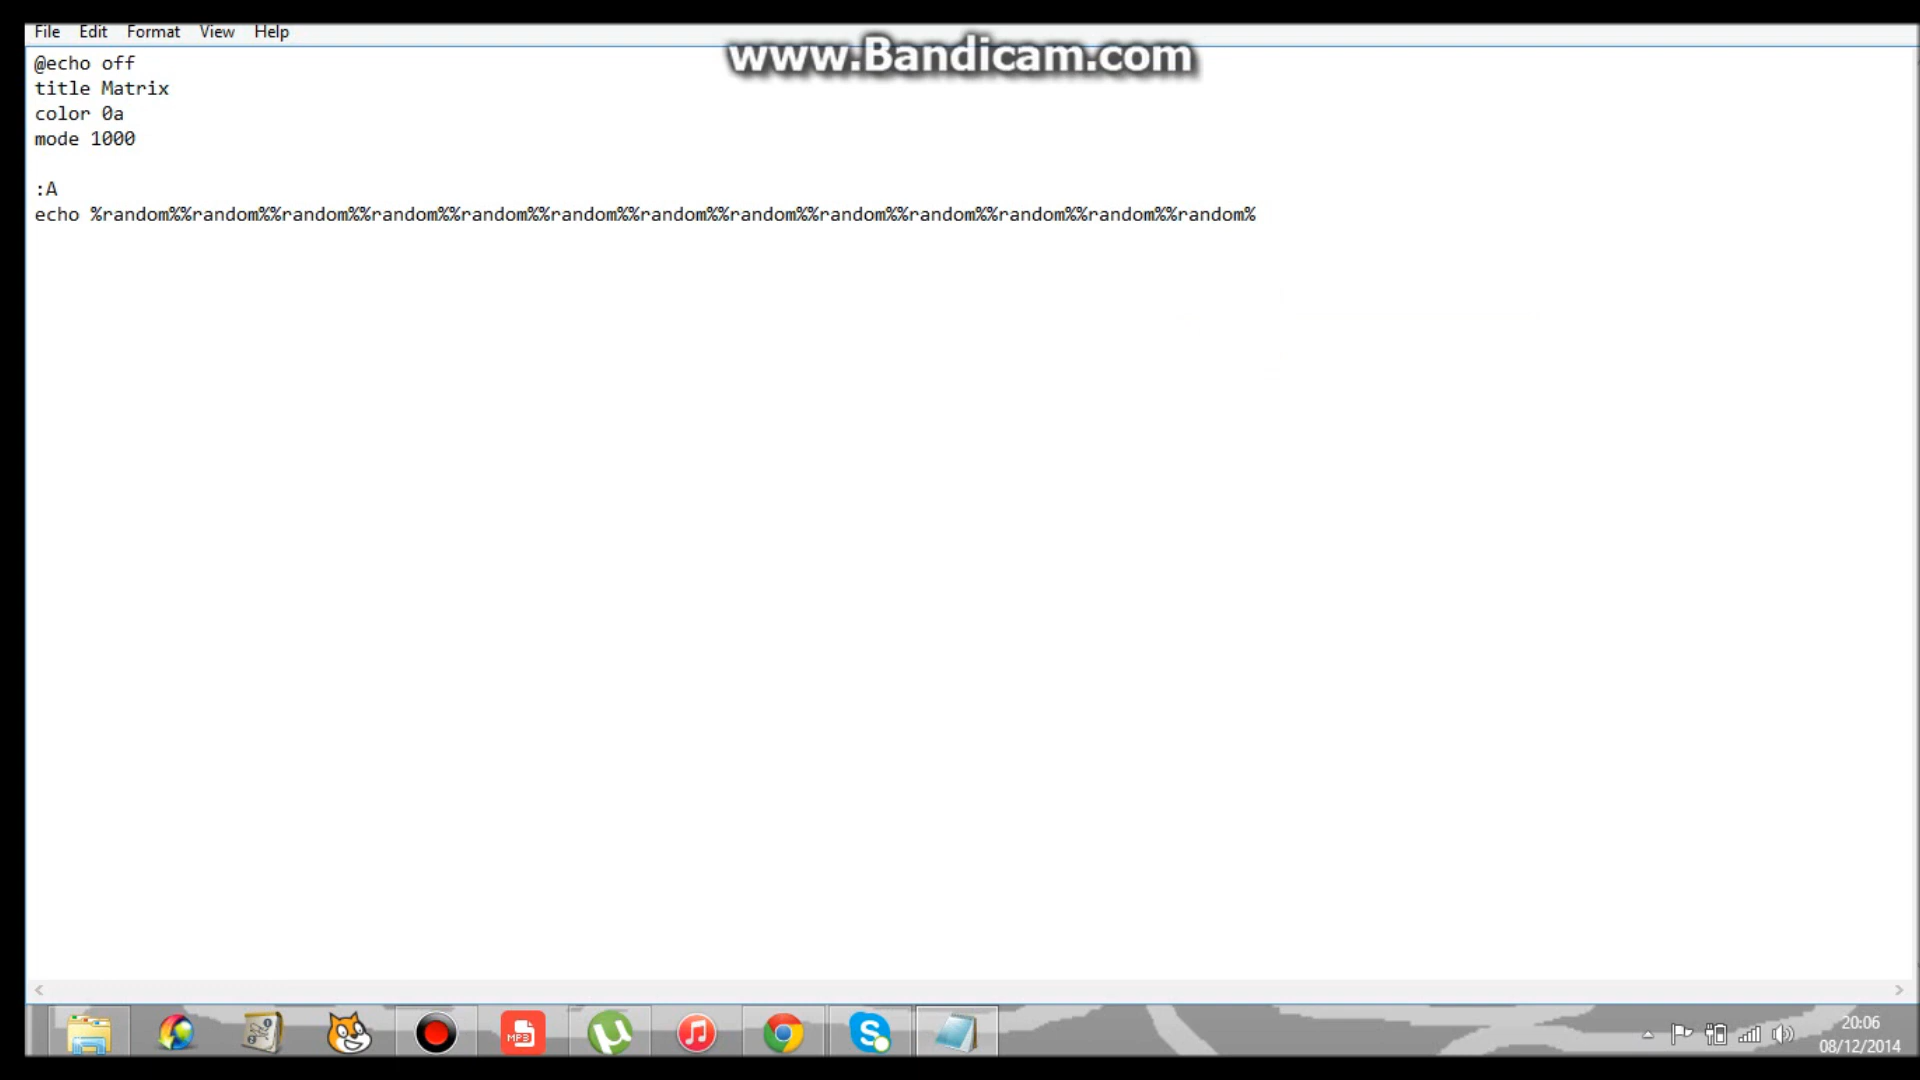 www.Bandicam.com
File Edit Format View Help
@echo off
title Matrix
color 0a
mode 1000
:A
echo %random%%random%%random%%random%%random%%random%%random%%random%%random%%random%%random%%random%%random%
MP3
20:06
08/12/2014